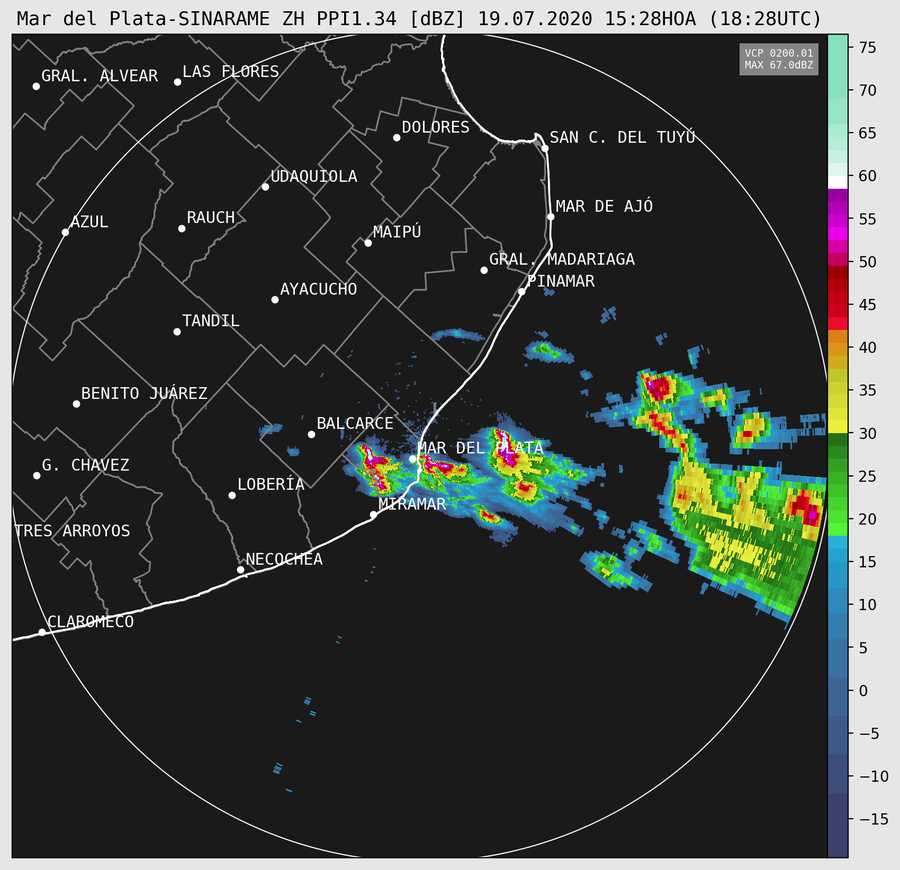 Mar del Plata-SINARAME ZH PPI1.34 [dBZ] 19.07.2020 15:28HOA (18:28UTC)
VCP 0200.01
MAX 67.0dBZ
GRAL. ALVEAR
LAS FLORES
DOLORES
SAN C. DEL TUYÚ
UDAQUIOLA
MAR DE AJÓ
AZUL
RAUCH
MAIPÚ
GRAL. MADARIAGA
PINAMAR
AYACUCHO
TANDIL
BENITO JUÁREZ
BALCARCE
MAR DEL PLATA
G. CHAVEZ
LOBERÍA
MIRAMAR
TRES ARROYOS
NECOCHEA
CLAROMECO
75
70
65
60
55
50
45
40
35
30
25
20
15
10
5
0
−5
−10
−15